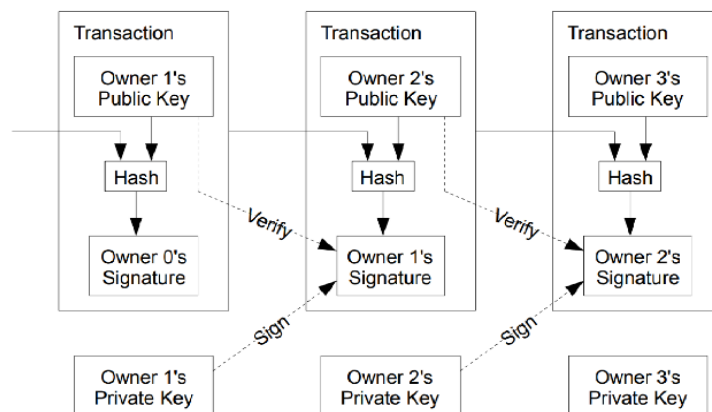 Transaction
Owner 1's
Public Key
Hash
Owner 0's
Signature
Transaction
Owner 2's
Public Key
Hash
Verify
Owner 1's
Signature
Transaction
Owner 3's
Public Key
Hash
Verify
Owner 2's
Signature
Owner 1's
Private Key
Sign
Owner 2's
Private Key
Sign
Owner 3's
Private Key